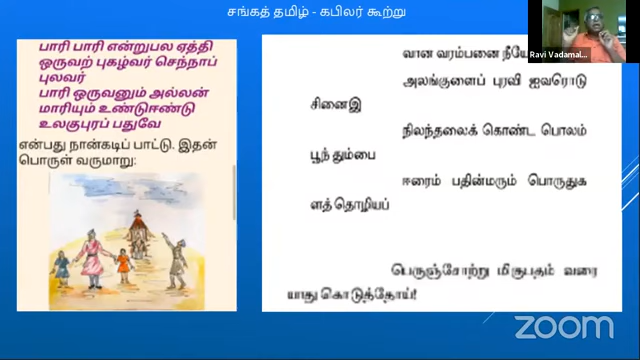 சங்கத் தமிழ் - கபிலர் கூற்று
பாரி பாரி என்றுபல ஏத்தி
ஒருவற் புகழ்வர் செந்நாப்
புலவர்
பாரி ஒருவனும் அல்லன்
மாரியும் உண்டுஈண்டு
உலகுபுரப் பதுவே
என்பது நான்கடிப் பாட்டு. இதன்
பொருள் வருமாறு:
வான வரம்பனை நீயே
அலங்குளைப் புரவி ஐவரொடு
சினைஇ
நிலந்தலைக் கொண்ட பொலம்
பூந் தும்பை
ஈரைம் பதின்மரும் பொருதுக
ளத் தொழியப்
பெருஞ்சோற்று மிகுபதம் வரை
யாது கொடுத்தோய்!
Ravi Vadamal...
zoom